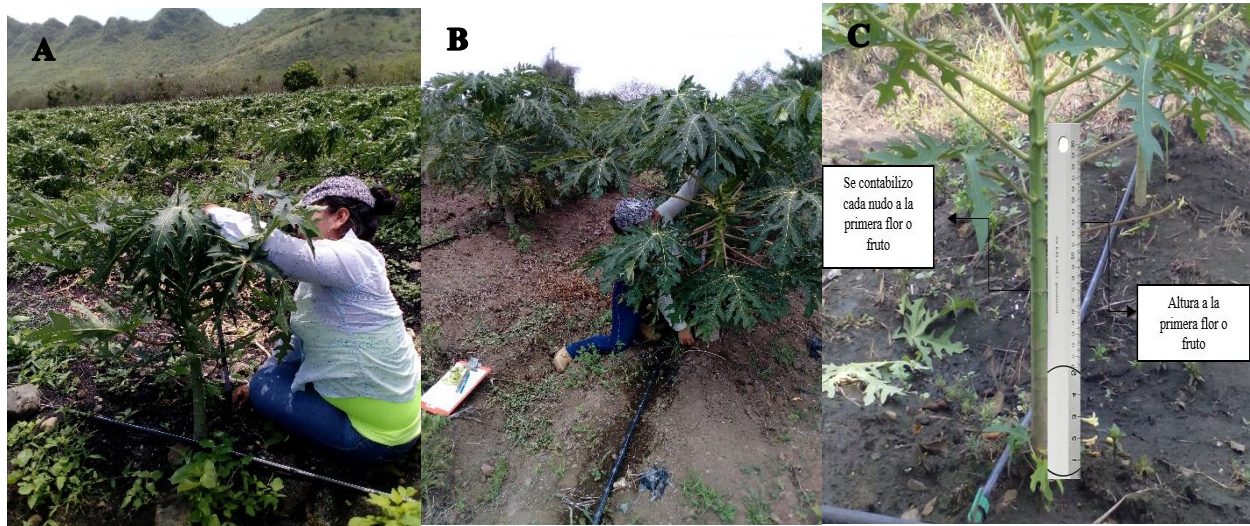 A
B
C
Se contabilizo
cada nudo a la
primera flor o
fruto
Altura a la
primera flor o
fruto